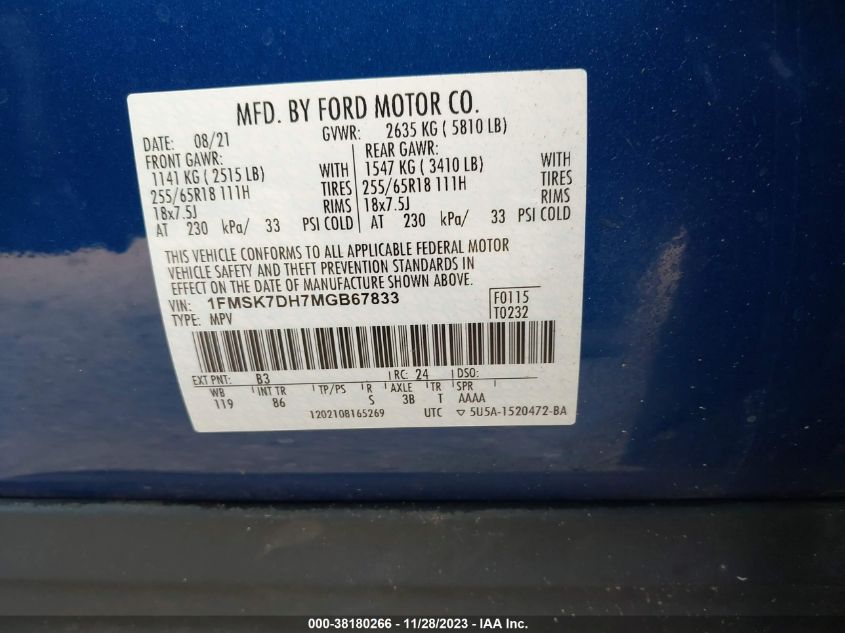 MFD. BY FORD MOTOR CO.
DATE: 08/21 GVWR: 2635 KG ( 5810 LB)
FRONT GAWR: REAR GAWR:
1141 KG ( 2515 LB) WITH 1547 KG ( 3410 LB) WITH
255/65R18 111H TIRES 255/65R18 111H TIRES
18x7.5J RIMS 18x7.5J RIMS
AT 230 kPa/ 33 PSI COLD AT 230 kPa/ 33 PSI COLD
THIS VEHICLE CONFORMS TO ALL APPLICABLE FEDERAL MOTOR
VEHICLE SAFETY AND THEFT PREVENTION STANDARDS IN
EFFECT ON THE DATE OF MANUFACTURE SHOWN ABOVE.
VIN: 1FMSK7DH7MGB67833 F0115
TYPE: MPV T0232
EXT PNT: B3 RC: 24 DSO:
WB INT TR TP/PS R AXLE TR SPR
119 86 S 3B T AAAA
1202108165269 UTC ▽ 5U5A-1520472-BA
000-38180266 - 11/28/2023 - IAA Inc.